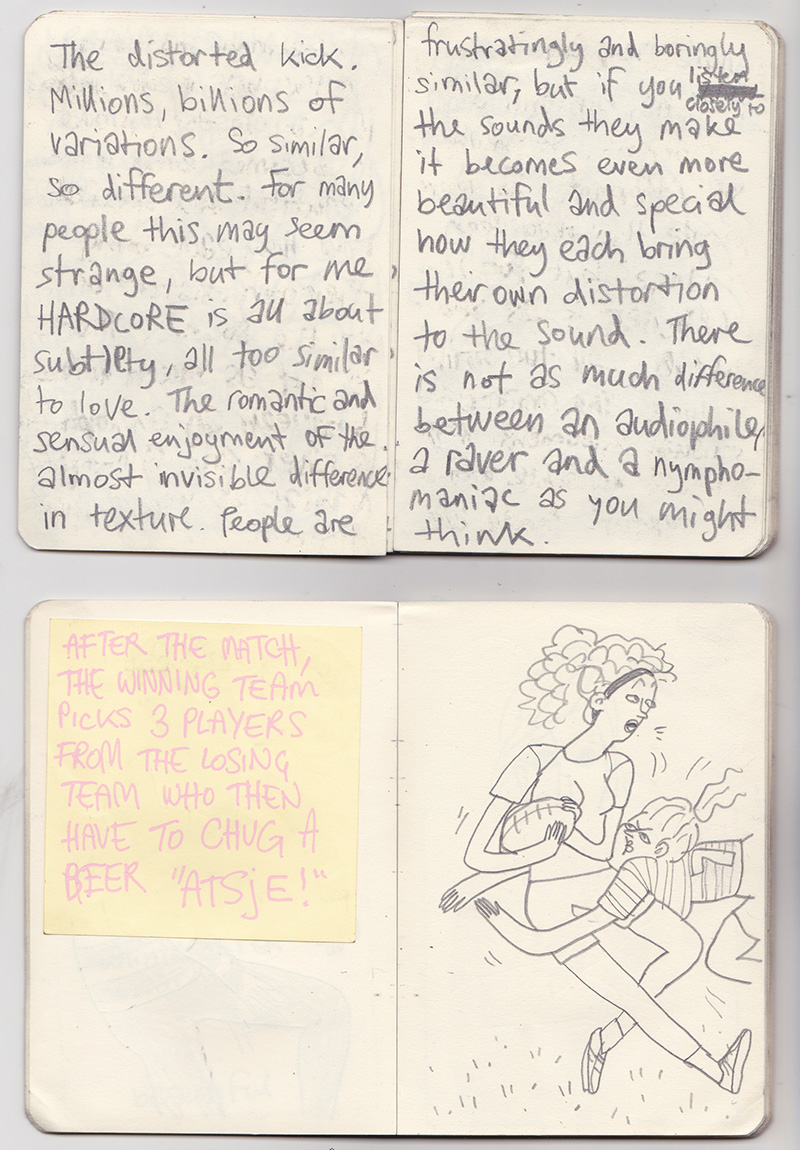 The distorted kick.
Millions, billions of
variations. So similar,
so different. For many
people this may seem
strange, but for me
HARDCORE is all about
subtlety, all too similar
to love. The romantic and
sensual enjoyment of the
almost invisible difference
in texture. People are
frustratingly and boringly
similar, but if you listen
closely to
the sounds they make
it becomes even more
beautiful and special
how they each bring
their own distortion
to the sound. There
is not as much difference
between an audiophile,
a raver and a nympho-
maniac as you might
think.
AFTER THE MATCH,
THE WINNING TEAM
PICKS 3 PLAYERS
FROM THE LOSING
TEAM WHO THEN
HAVE TO CHUG A
BEER "ATSjE!"